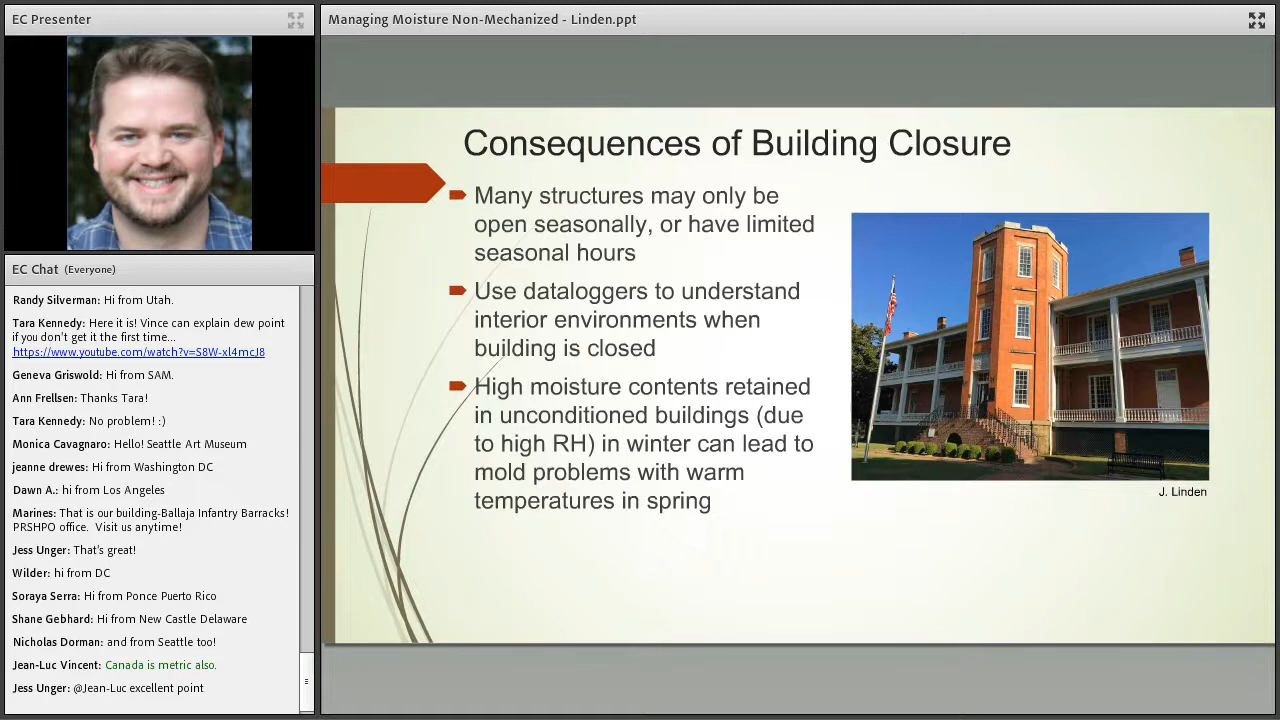 EC Presenter
EC Chat (Everyone)
Randy Silverman: Hi from Utah.
Tara Kennedy: Here it is! Vince can explain dew point
if you don't get it the first time...
https://www.youtube.com/watch?v=S8W-xl4mcJ8
Geneva Griswold: Hi from SAM.
Ann Frellsen: Thanks Tara!
Tara Kennedy: No problem! :)
Monica Cavagnaro: Hello! Seattle Art Museum
jeanne drewes: Hi from Washington DC
Dawn A.: hi from Los Angeles
Marines: That is our building-Ballaja Infantry Barracks!
PRSHPO office.  Visit us anytime!
Jess Unger: That's great!
Wilder: hi from DC
Soraya Serra: Hi from Ponce Puerto Rico
Shane Gebhard: Hi from New Castle Delaware
Nicholas Dorman: and from Seattle too!
Jean-Luc Vincent: Canada is metric also.
Jess Unger: @Jean-Luc excellent point
Managing Moisture Non-Mechanized - Linden.ppt
Consequences of Building Closure
Many structures may only be
open seasonally, or have limited
seasonal hours
Use dataloggers to understand
interior environments when
building is closed
High moisture contents retained
in unconditioned buildings (due
to high RH) in winter can lead to
mold problems with warm
temperatures in spring
J. Linden